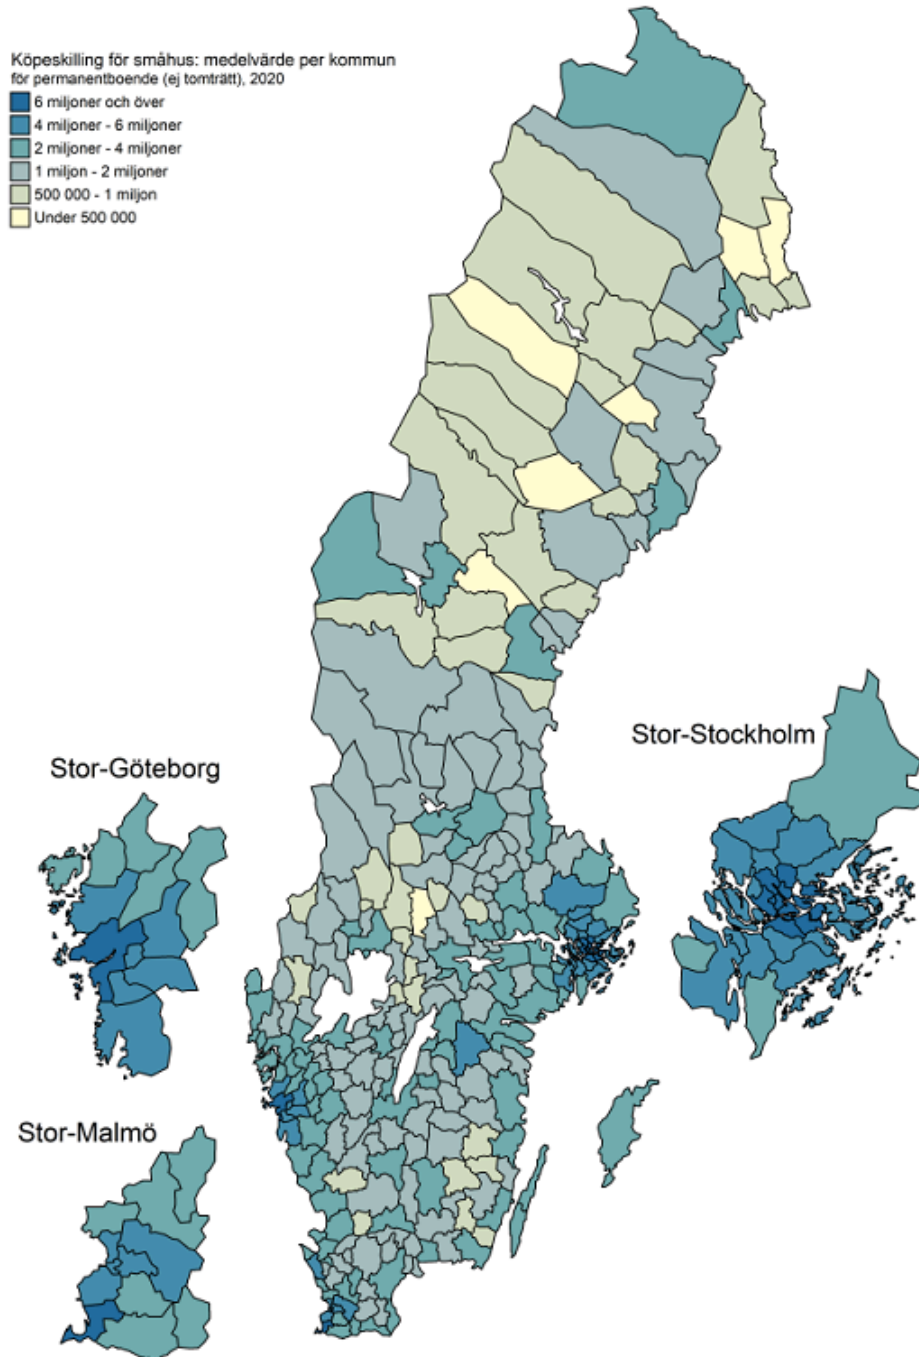 Köpeskilling för småhus: medelvärde per kommun
för permanentboende (ej tomträtt), 2020
6 miljoner och över
4 miljoner - 6 miljoner
2 miljoner - 4 miljoner
1 miljon - 2 miljoner
500 000 - 1 miljon
Under 500 000
Stor-Stockholm
Stor-Göteborg
Stor-Malmö